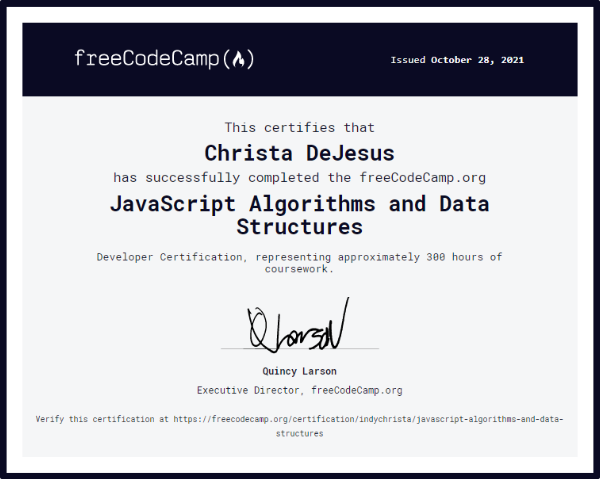 freeCodeCamp(🔥)
Issued October 28, 2021
This certifies that
Christa DeJesus
has successfully completed the freeCodeCamp.org
JavaScript Algorithms and Data
Structures
Developer Certification, representing approximately 300 hours of
coursework.
Q Larson
Quincy Larson
Executive Director, freeCodeCamp.org
Verify this certification at https://freecodecamp.org/certification/indychrista/javascript-algorithms-and-data-
structures